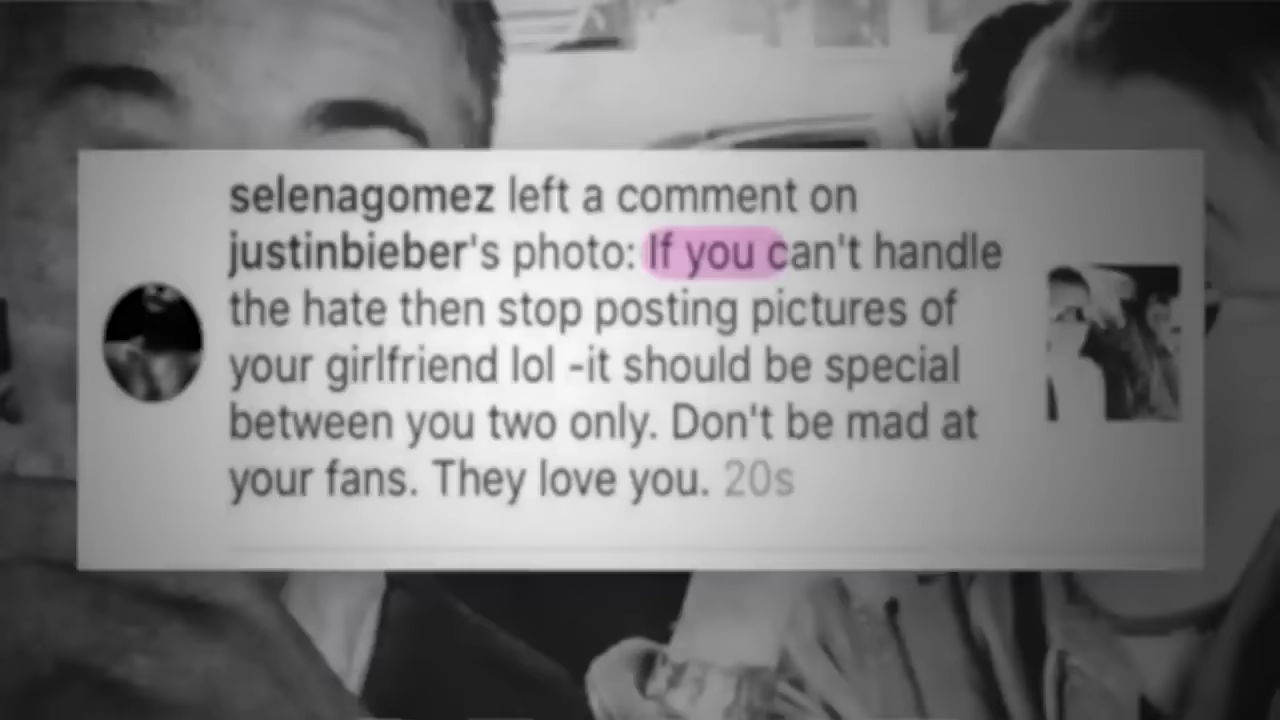 selenagomez left a comment on
justinbieber's photo: If you can't handle
the hate then stop posting pictures of
your girlfriend lol -it should be special
between you two only. Don't be mad at
your fans. They love you. 20s